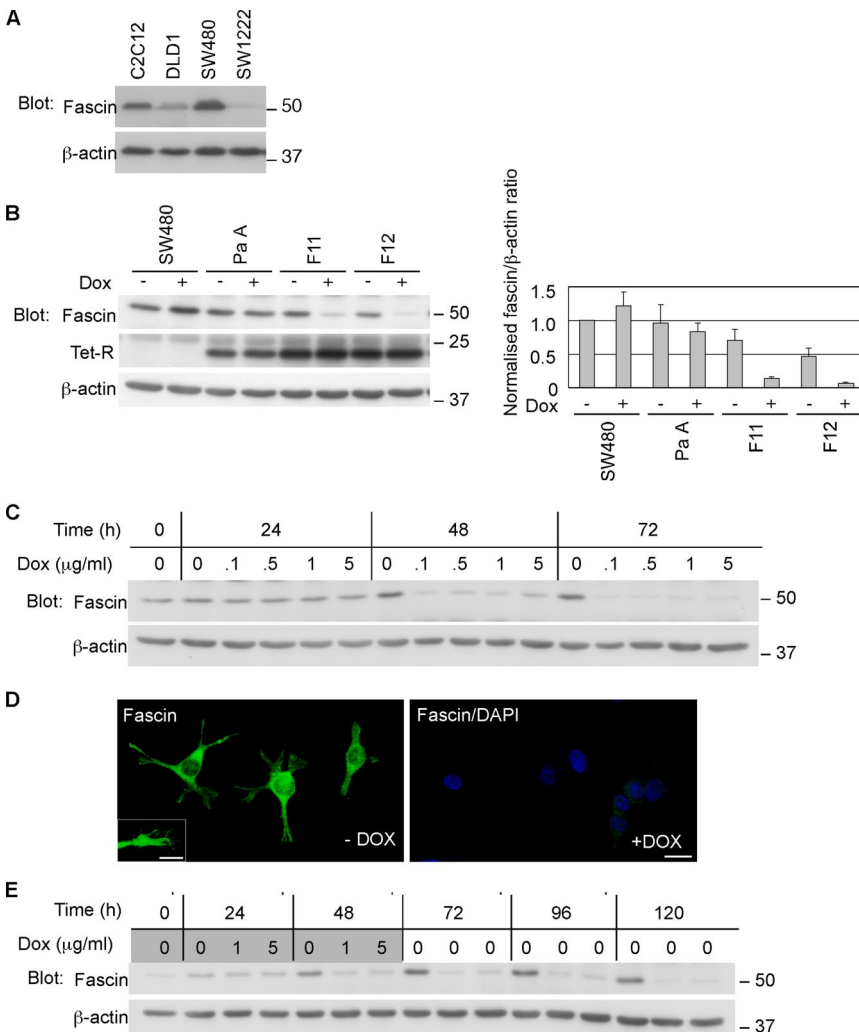 A
C2C12
DLD1
SW480
SW1222
Blot: Fascin
- 50
β-actin
- 37
B
SW480 Pa A F11 F12
Dox - + - + - + - +
Blot: Fascin
- 50
- 25
Tet-R
β-actin
- 37
Normalised fascin/β-actin ratio
1.5
1.0
0.5
0
Dox - + - + - + - +
SW480 Pa A F11 F12
C
Time (h) 0 24 48 72
Dox (μg/ml) 0 0 .1 .5 1 5 0 .1 .5 1 5 0 .1 .5 1 5
Blot: Fascin - 50
β-actin - 37
D
Fascin
- DOX
Fascin/DAPI
+DOX
E
Time (h) 0 24 48 72 96 120
Dox (μg/ml) 0 0 1 5 0 1 5 0 0 0 0 0 0 0 0 0
Blot: Fascin - 50
β-actin - 37